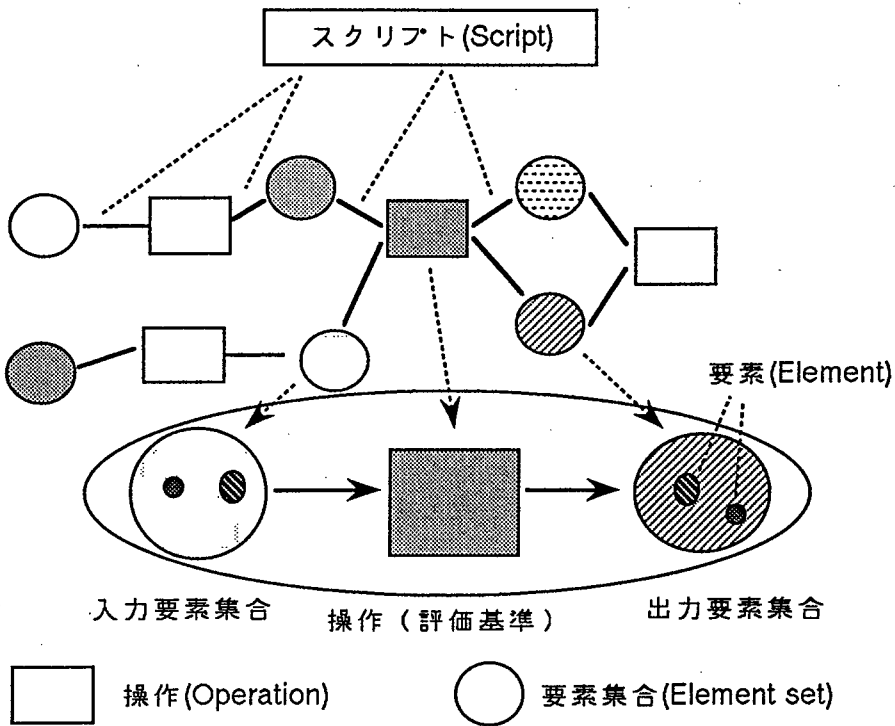 スクリプト(Script)
要素(Element)
入力要素集合
操作(評価基準)
出力要素集合
操作(Operation)
要素集合(Element set)